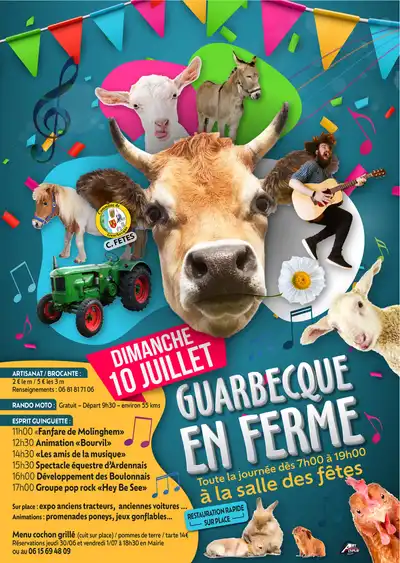 C. FÊTES
DIMANCHE
10 JUILLET
GUARBECQUE
EN FERME
Toute la journée dès 7h00 à 19h00
à la salle des fêtes
RESTAURATION RAPIDE
SUR PLACE
ARTISANAT / BROCANTE :
2 € le m / 5 € les 3 m
Renseignements : 06 81 81 71 06
RANDO MOTO : Gratuit – Départ 9h30 – environ 55 kms
ESPRIT GUINGUETTE :
11h00 «Fanfare de Molinghem»
12h30 Animation «Bourvil»
14h30 «Les amis de la musique»
15h30 Spectacle équestre d'Ardennais
16h00 Développement des Boulonnais
17h00 Groupe pop rock «Hey Be See»
Sur place : expo anciens tracteurs, anciennes voitures ...
Animations : promenades poneys, jeux gonflables...
Menu cochon grillé (cuit sur place) / pommes de terre / tarte 14€
Réservations jeudi 30/06 et vendredi 1/07 à 18h30 en Mairie
ou au 06 15 69 48 09